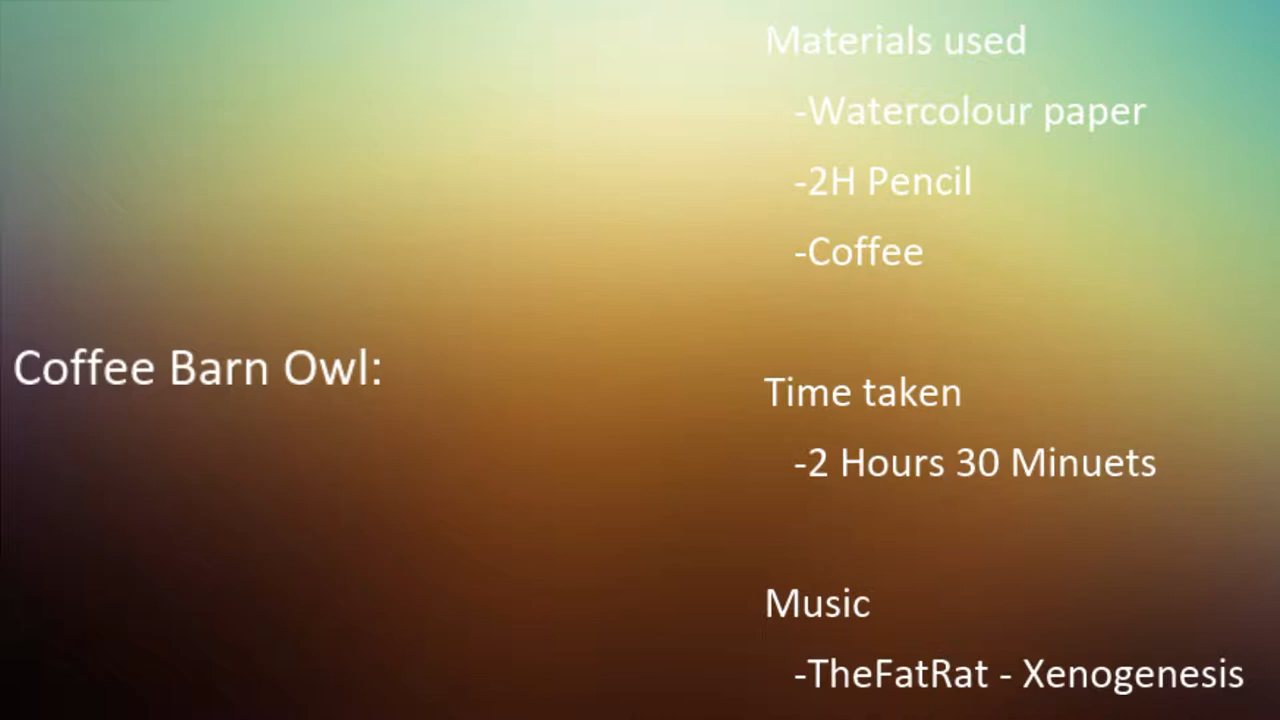 Coffee Barn Owl:
Materials used
-Watercolour paper
-2H Pencil
-Coffee
Time taken
-2 Hours 30 Minuets
Music
-TheFatRat - Xenogenesis